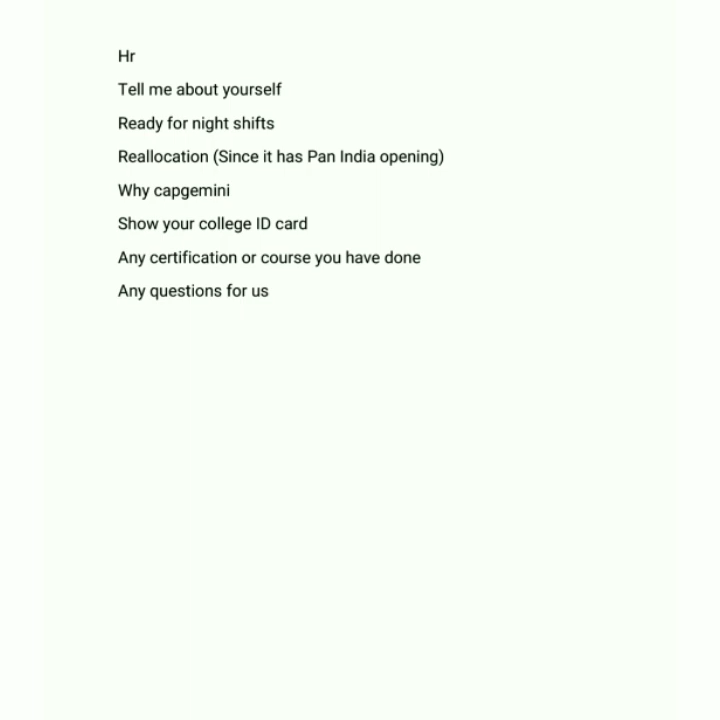 Hr
Tell me about yourself
Ready for night shifts
Reallocation (Since it has Pan India opening)
Why capgemini
Show your college ID card
Any certification or course you have done
Any questions for us